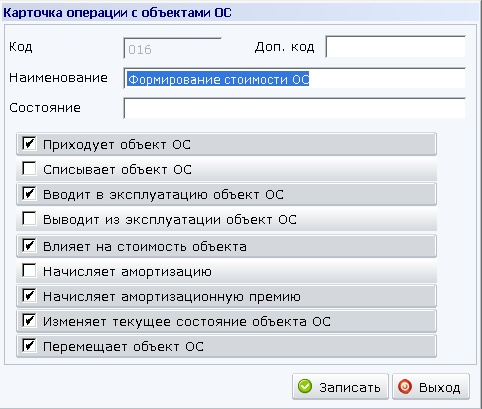 Карточка операции с объектами ОС
Код 016 Доп. код
Наименование Формирование стоимости ОС
Состояние
Приходует объект ОС
Списывает объект ОС
Вводит в эксплуатацию объект ОС
Выводит из эксплуатации объект ОС
Влияет на стоимость объекта
Начисляет амортизацию
Начисляет амортизационную премию
Изменяет текущее состояние объекта ОС
Перемещает объект ОС
Записать Выход